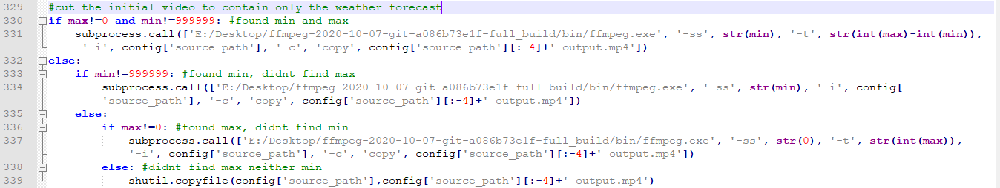 329 #cut the initial video to contain only the weather forecast
330 if max!=0 and min!=999999: #found min and max
331 subprocess.call(['E:/Desktop/ffmpeg-2020-10-07-git-a086b73e1f-full_build/bin/ffmpeg.exe', '-ss', str(min), '-t', str(int(max)-int(min)),
'-i', config['source_path'], '-c', 'copy', config['source_path'][:-4]+' output.mp4'])
332 else:
333 if min!=999999: #found min, didnt find max
334 subprocess.call(['E:/Desktop/ffmpeg-2020-10-07-git-a086b73e1f-full_build/bin/ffmpeg.exe', '-ss', str(min), '-i', config[
'source_path'], '-c', 'copy', config['source_path'][:-4]+' output.mp4'])
335 else:
336 if max!=0: #found max, didnt find min
337 subprocess.call(['E:/Desktop/ffmpeg-2020-10-07-git-a086b73e1f-full_build/bin/ffmpeg.exe', '-ss', str(0), '-t', str(int(max)),
'-i', config['source_path'], '-c', 'copy', config['source_path'][:-4]+' output.mp4'])
338 else: #didnt find max neither min
339 shutil.copyfile(config['source_path'],config['source_path'][:-4]+' output.mp4')